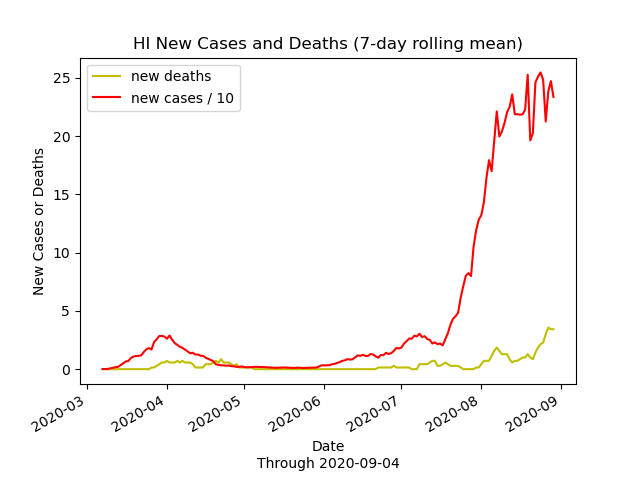 HI New Cases and Deaths (7-day rolling mean)
new deaths
new cases / 10
25
20
15
10
5
0
New Cases or Deaths
2020-03
2020-04
2020-05
2020-06
2020-07
2020-08
2020-09
Date
Through 2020-09-04